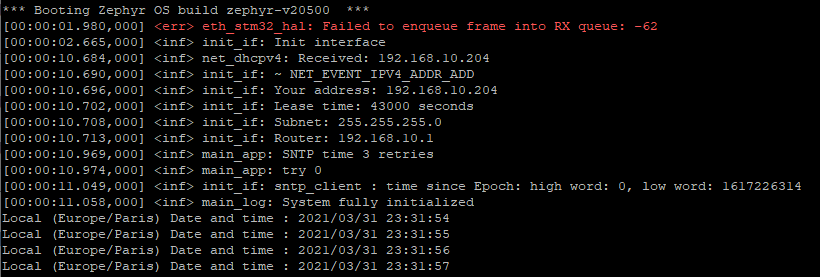 *** Booting Zephyr OS build zephyr-v20500  ***
[00:00:01.980,000] <err> eth_stm32_hal: Failed to enqueue frame into RX queue: -62
[00:00:02.665,000] <inf> init_if: Init interface
[00:00:10.684,000] <inf> net_dhcpv4: Received: 192.168.10.204
[00:00:10.690,000] <inf> init_if: ~ NET_EVENT_IPV4_ADDR_ADD
[00:00:10.696,000] <inf> init_if: Your address: 192.168.10.204
[00:00:10.702,000] <inf> init_if: Lease time: 43000 seconds
[00:00:10.708,000] <inf> init_if: Subnet: 255.255.255.0
[00:00:10.713,000] <inf> init_if: Router: 192.168.10.1
[00:00:10.969,000] <inf> main_app: SNTP time 3 retries
[00:00:10.974,000] <inf> main_app: try 0
[00:00:11.049,000] <inf> init_if: sntp_client : time since Epoch: high word: 0, low word: 1617226314
[00:00:11.058,000] <inf> main_log: System fully initialized
Local (Europe/Paris) Date and time : 2021/03/31 23:31:54
Local (Europe/Paris) Date and time : 2021/03/31 23:31:55
Local (Europe/Paris) Date and time : 2021/03/31 23:31:56
Local (Europe/Paris) Date and time : 2021/03/31 23:31:57